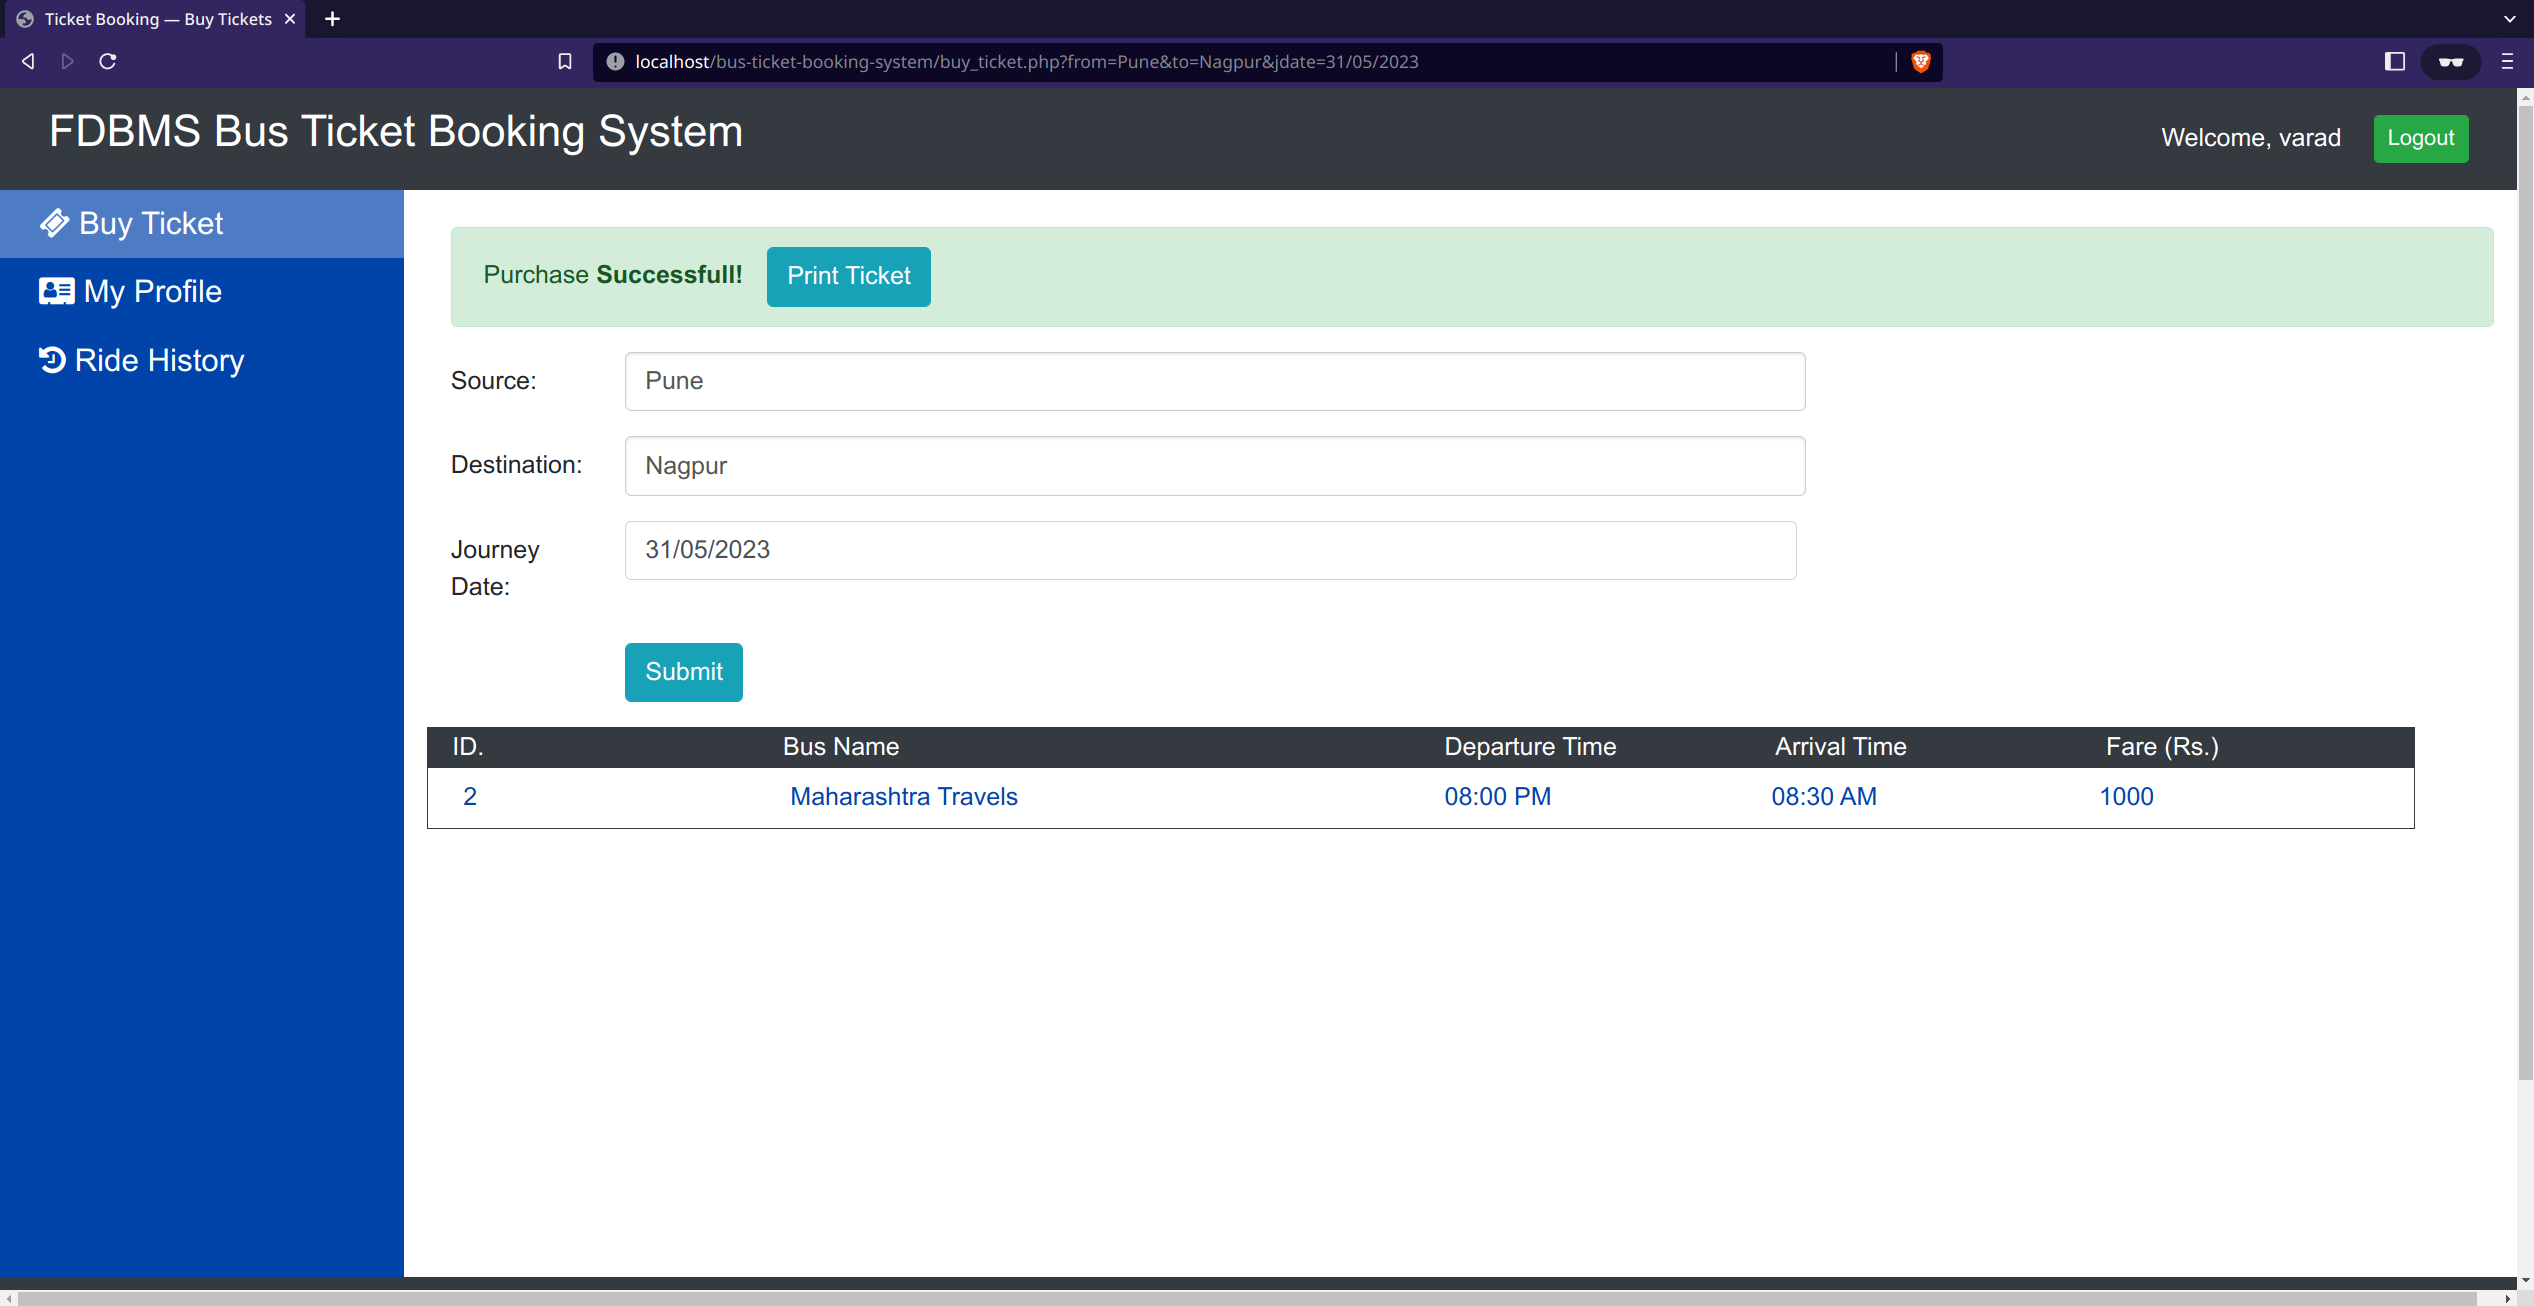 Ticket Booking — Buy Tickets
localhost/bus-ticket-booking-system/buy_ticket.php?from=Pune&to=Nagpur&jdate=31/05/2023
FDBMS Bus Ticket Booking System
Welcome, varad
Logout
Buy Ticket
My Profile
Ride History
Purchase Successfull!
Print Ticket
Source:
Pune
Destination:
Nagpur
Journey
Date:
31/05/2023
Submit
ID. Bus Name Departure Time Arrival Time Fare (Rs.)
2 Maharashtra Travels 08:00 PM 08:30 AM 1000